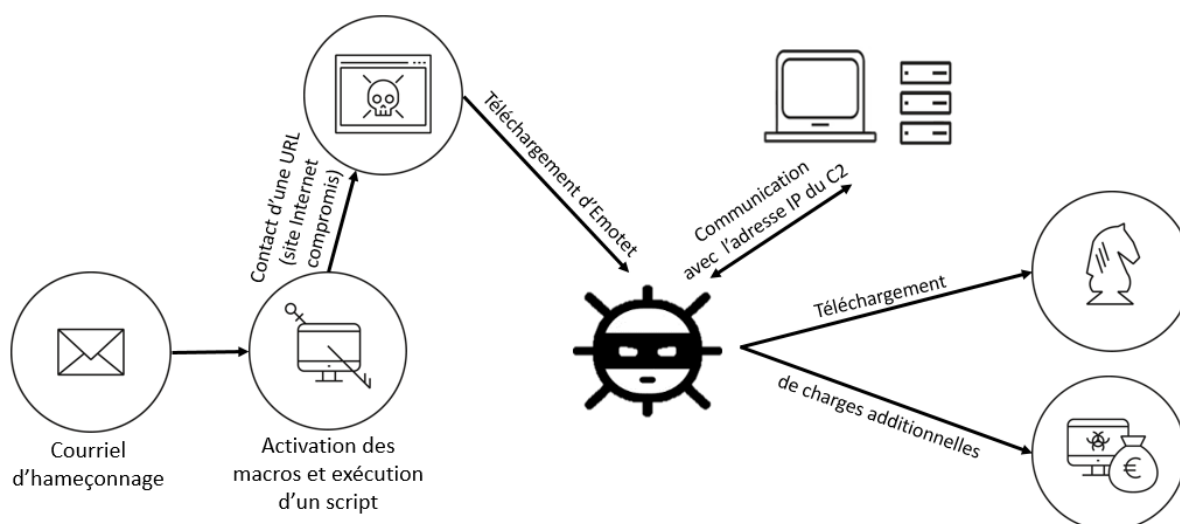 Courriel
d'hameçonnage
Activation des
macros et exécution
d'un script
Contact d'une URL
(site Internet
compromis)
Téléchargement d'Emotet
Communication
avec l'adresse IP du C2
Téléchargement
de charges additionnelles
€